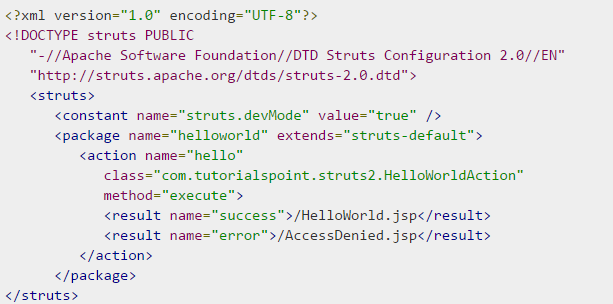 <?xml version="1.0" encoding="UTF-8"?>
<!DOCTYPE struts PUBLIC
"-//Apache Software Foundation//DTD Struts Configuration 2.0//EN"
"http://struts.apache.org/dtds/struts-2.0.dtd">
<struts>
<constant name="struts.devMode" value="true" />
<package name="helloworld" extends="struts-default">
<action name="hello"
class="com.tutorialspoint.struts2.HelloWorldAction"
method="execute">
<result name="success">/HelloWorld.jsp</result>
<result name="error">/AccessDenied.jsp</result>
</action>
</package>
</struts>